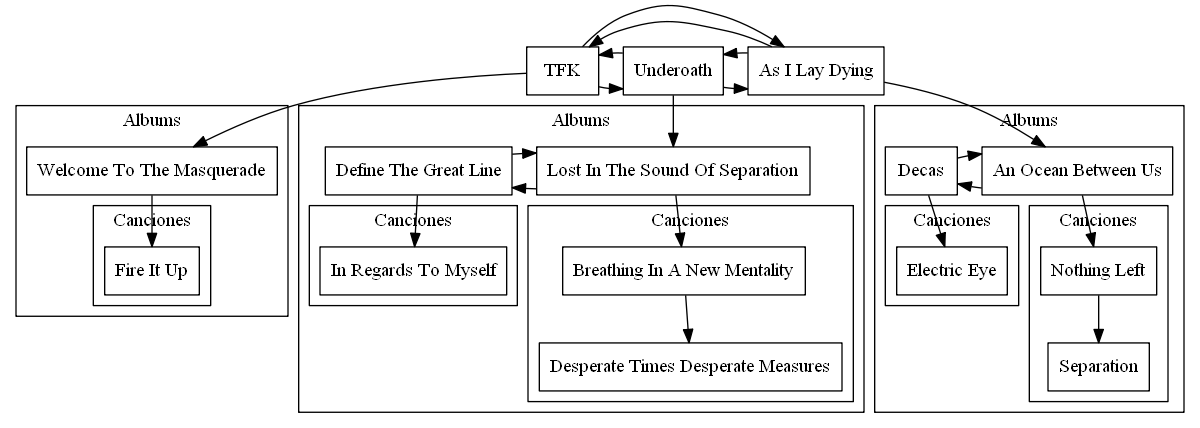 TFK
Underoath
As I Lay Dying
Albums
Albums
Albums
Welcome To The Masquerade
Define The Great Line
Lost In The Sound Of Separation
Decas
An Ocean Between Us
Canciones
Canciones
Canciones
Canciones
Canciones
Fire It Up
In Regards To Myself
Breathing In A New Mentality
Electric Eye
Nothing Left
Desperate Times Desperate Measures
Separation